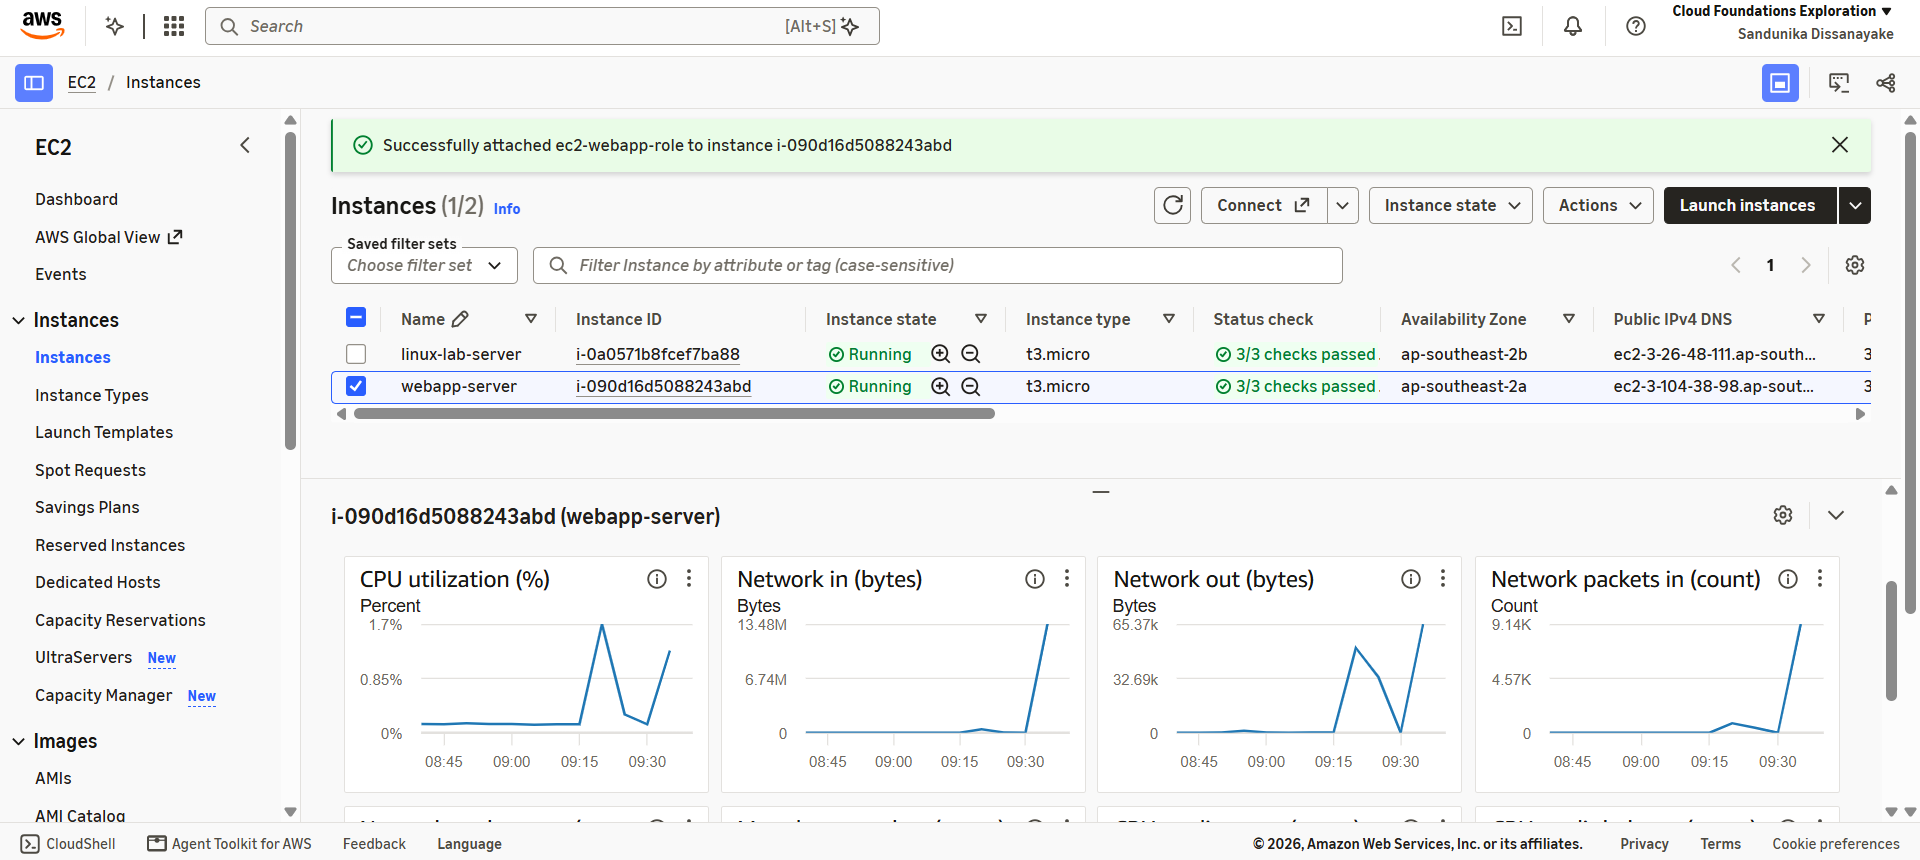 aws
Search
[Alt+S]
Cloud Foundations Exploration
Sandunika Dissanayake
EC2 / Instances
EC2
Dashboard
AWS Global View
Events
Instances
Instances
Instance Types
Launch Templates
Spot Requests
Savings Plans
Reserved Instances
Dedicated Hosts
Capacity Reservations
UltraServers New
Capacity Manager New
Images
AMIs
AMI Catalog
Successfully attached ec2-webapp-role to instance i-090d16d5088243abd
Instances (1/2) Info
Connect
Instance state
Actions
Launch instances
Saved filter sets
Choose filter set
Filter Instance by attribute or tag (case-sensitive)
1
Name Instance ID Instance state Instance type Status check Availability Zone Public IPv4 DNS P
linux-lab-server i-0a0571b8fcef7ba88 Running t3.micro 3/3 checks passed ap-southeast-2b ec2-3-26-48-111.ap-south... 3
webapp-server i-090d16d5088243abd Running t3.micro 3/3 checks passed ap-southeast-2a ec2-3-104-38-98.ap-sout... 3
i-090d16d5088243abd (webapp-server)
CPU utilization (%)
Percent
1.7%
0.85%
0%
08:45 09:00 09:15 09:30
Network in (bytes)
Bytes
13.48M
6.74M
0
08:45 09:00 09:15 09:30
Network out (bytes)
Bytes
65.37k
32.69k
0
08:45 09:00 09:15 09:30
Network packets in (count)
Count
9.14K
4.57K
0
08:45 09:00 09:15 09:30
CloudShell
Agent Toolkit for AWS
Feedback
Language
© 2026, Amazon Web Services, Inc. or its affiliates.
Privacy
Terms
Cookie preferences